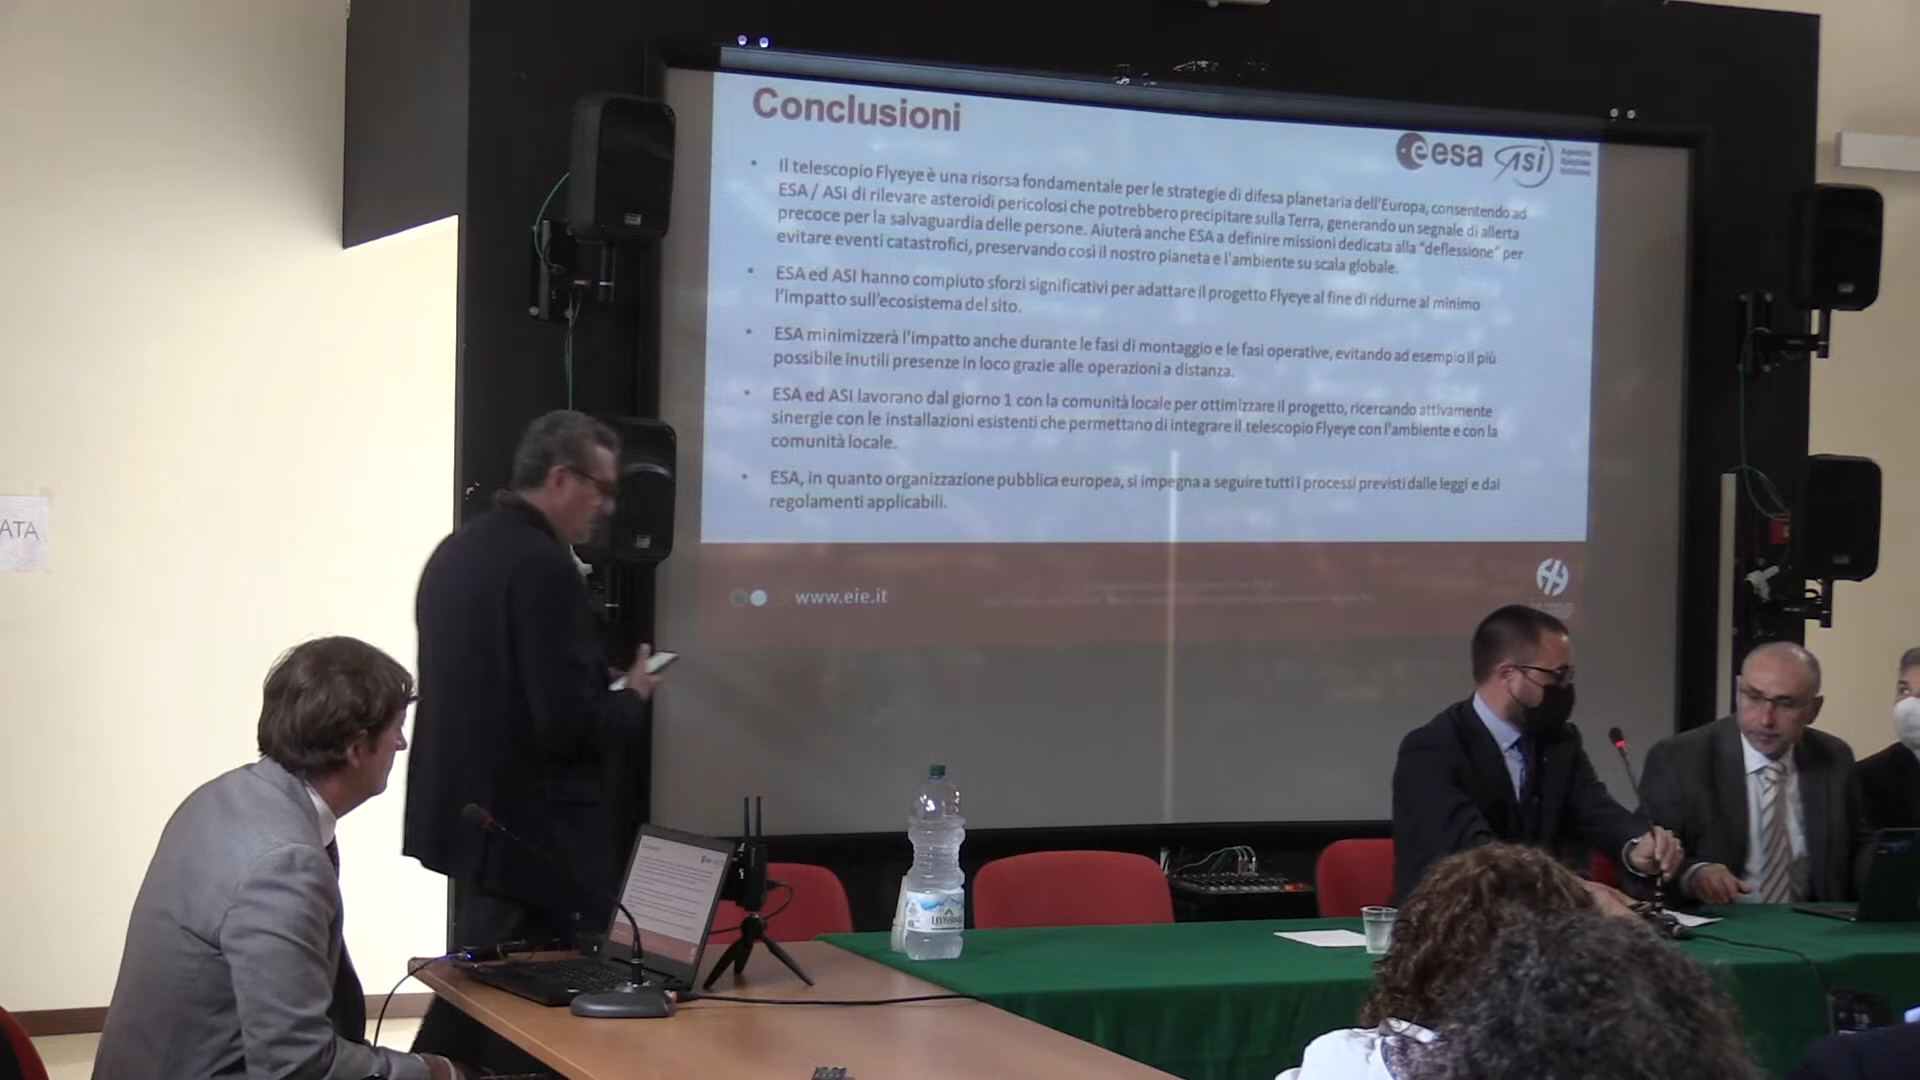 Conclusioni
esa asi Agenzia Spaziale Italiana
• Il telescopio Flyeye è una risorsa fondamentale per le strategie di difesa planetaria dell'Europa, consentendo ad
ESA / ASI di rilevare asteroidi pericolosi che potrebbero precipitare sulla Terra, generando un segnale di allerta
precoce per la salvaguardia delle persone. Aiuterà anche ESA a definire missioni dedicata alla "deflessione" per
evitare eventi catastrofici, preservando così il nostro pianeta e l'ambiente su scala globale.
• ESA ed ASI hanno compiuto sforzi significativi per adattare il progetto Flyeye al fine di ridurne al minimo
l'impatto sull'ecosistema del sito.
• ESA minimizzerà l'impatto anche durante le fasi di montaggio e le fasi operative, evitando ad esempio il più
possibile inutili presenze in loco grazie alle operazioni a distanza.
• ESA ed ASI lavorano dal giorno 1 con la comunità locale per ottimizzare il progetto, ricercando attivamente
sinergie con le installazioni esistenti che permettano di integrare il telescopio Flyeye con l'ambiente e con la
comunità locale.
• ESA, in quanto organizzazione pubblica europea, si impegna a seguire tutti i processi previsti dalle leggi e dai
regolamenti applicabili.
www.eie.it
ATA